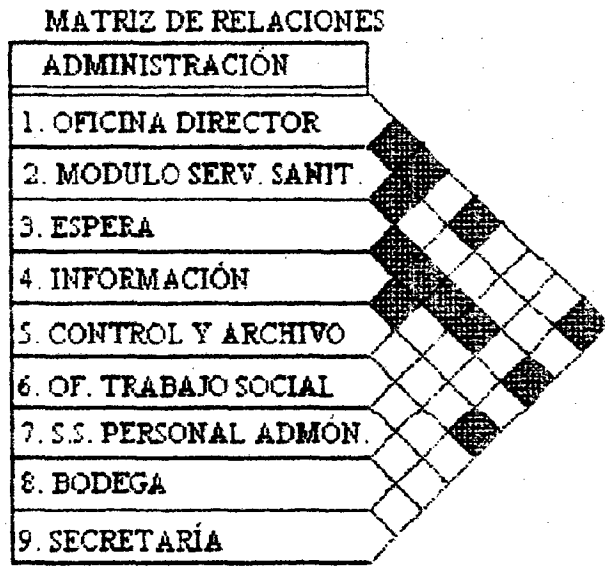 MATRIZ DE RELACIONES
ADMINISTRACIÓN
1. OFICINA DIRECTOR
2. MODULO SERV. SANIT.
3. ESPERA
4. INFORMACIÓN
5. CONTROL Y ARCHIVO
6. OF. TRABAJO SOCIAL
7. S.S. PERSONAL ADMÓN.
8. BODEGA
9. SECRETARÍA